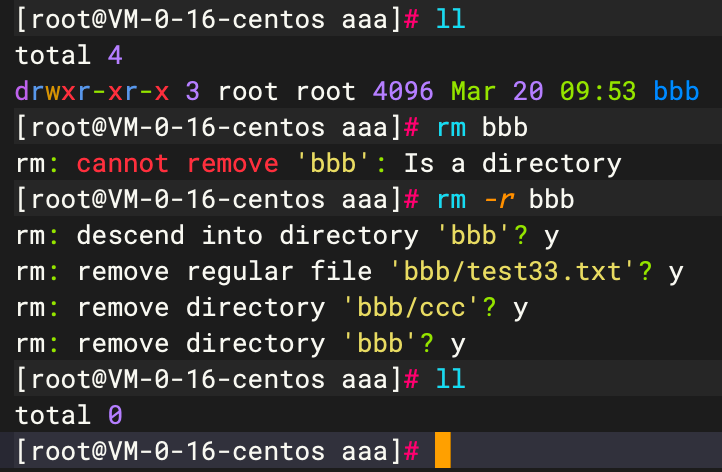 [root@VM-0-16-centos aaa]# ll
total 4
drwxr-xr-x 3 root root 4096 Mar 20 09:53 bbb
[root@VM-0-16-centos aaa]# rm bbb
rm: cannot remove 'bbb': Is a directory
[root@VM-0-16-centos aaa]# rm -r bbb
rm: descend into directory 'bbb'? y
rm: remove regular file 'bbb/test33.txt'? y
rm: remove directory 'bbb/ccc'? y
rm: remove directory 'bbb'? y
[root@VM-0-16-centos aaa]# ll
total 0
[root@VM-0-16-centos aaa]#